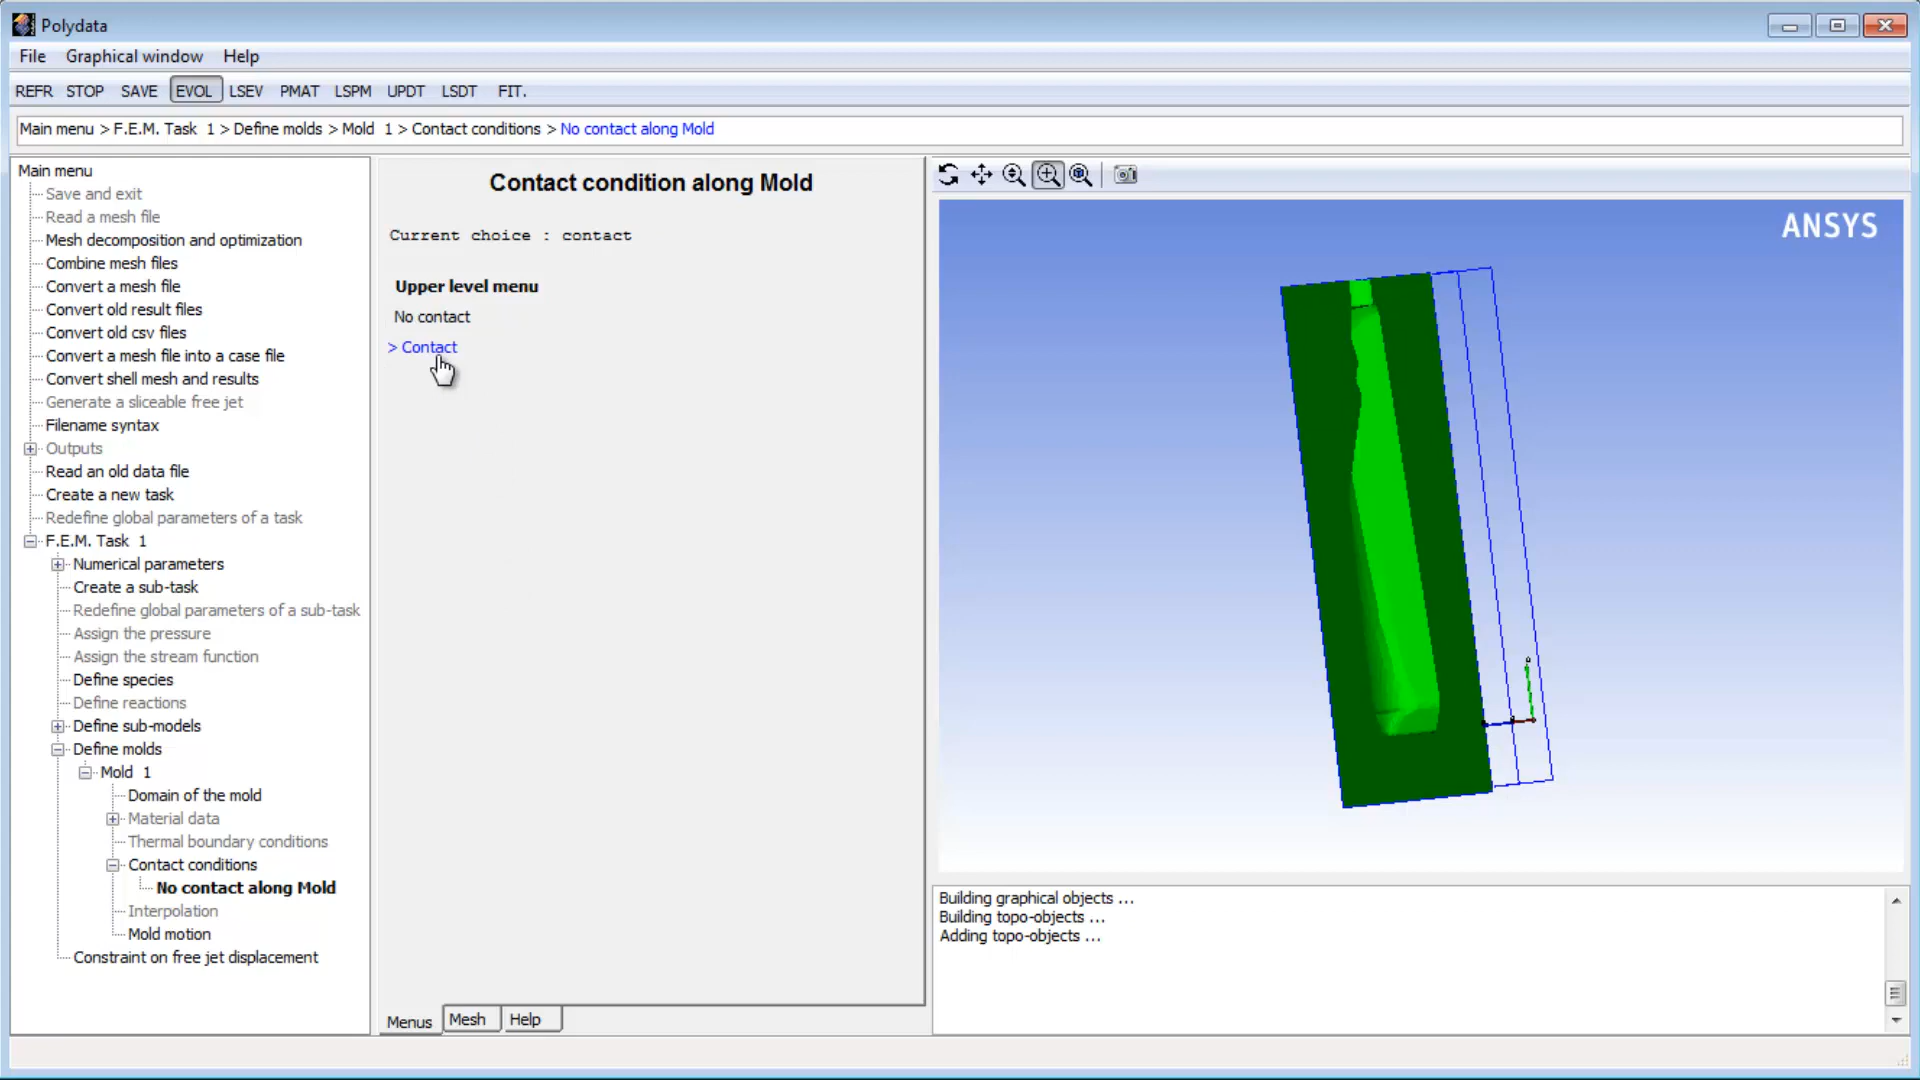 Polydata
File Graphical window Help
REFR STOP SAVE EVOL LSEV PMAT LSPM UPDT LSDT FIT.
Main menu > F.E.M. Task 1 > Define molds > Mold 1 > Contact conditions > No contact along Mold
Main menu
Save and exit
Read a mesh file
Mesh decomposition and optimization
Combine mesh files
Convert a mesh file
Convert old result files
Convert old csv files
Convert a mesh file into a case file
Convert shell mesh and results
Generate a sliceable free jet
Filename syntax
Outputs
Read an old data file
Create a new task
Redefine global parameters of a task
F.E.M. Task 1
Numerical parameters
Create a sub-task
Redefine global parameters of a sub-task
Assign the pressure
Assign the stream function
Define species
Define reactions
Define sub-models
Define molds
Mold 1
Domain of the mold
Material data
Thermal boundary conditions
Contact conditions
No contact along Mold
Interpolation
Mold motion
Constraint on free jet displacement
Contact condition along Mold
Current choice : contact
Upper level menu
No contact
> Contact
Menus Mesh Help
ANSYS
Building graphical objects ...
Building topo-objects ...
Adding topo-objects ...